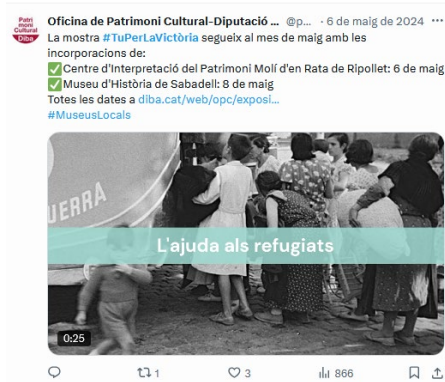 Patri
moni
Cultural
Diba
Oficina de Patrimoni Cultural-Diputació ... @p... · 6 de maig de 2024 ···
La mostra #TuPerLaVictòria segueix al mes de maig amb les
incorporacions de:
✅Centre d'Interpretació del Patrimoni Molí d'en Rata de Ripollet: 6 de maig
✅Museu d'Història de Sabadell: 8 de maig
Totes les dates a diba.cat/web/opc/exposi...
#MuseusLocals
UERRA
L'ajuda als refugiats
0:25
1 3 866